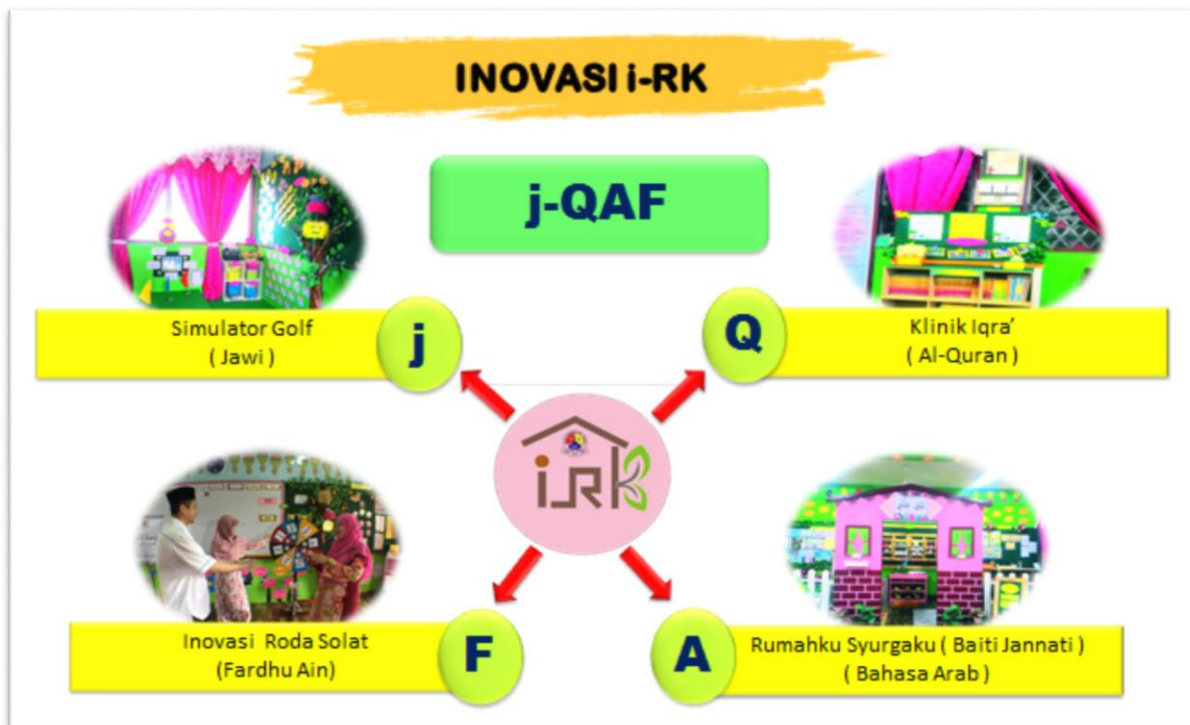 INOVASI i-RK
j-QAF
Simulator Golf
( Jawi )
j
Q
Klinik Iqra’
( Al-Quran )
irk
Inovasi Roda Solat
(Fardhu Ain)
F
A
Rumahku Syurgaku ( Baiti Jannati )
( Bahasa Arab )